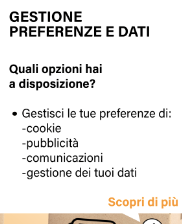 GESTIONE
PREFERENZE E DATI
Quali opzioni hai
a disposizione?
• Gestisci le tue preferenze di:
-cookie
-pubblicità
-comunicazioni
-gestione dei tuoi dati
Scopri di più